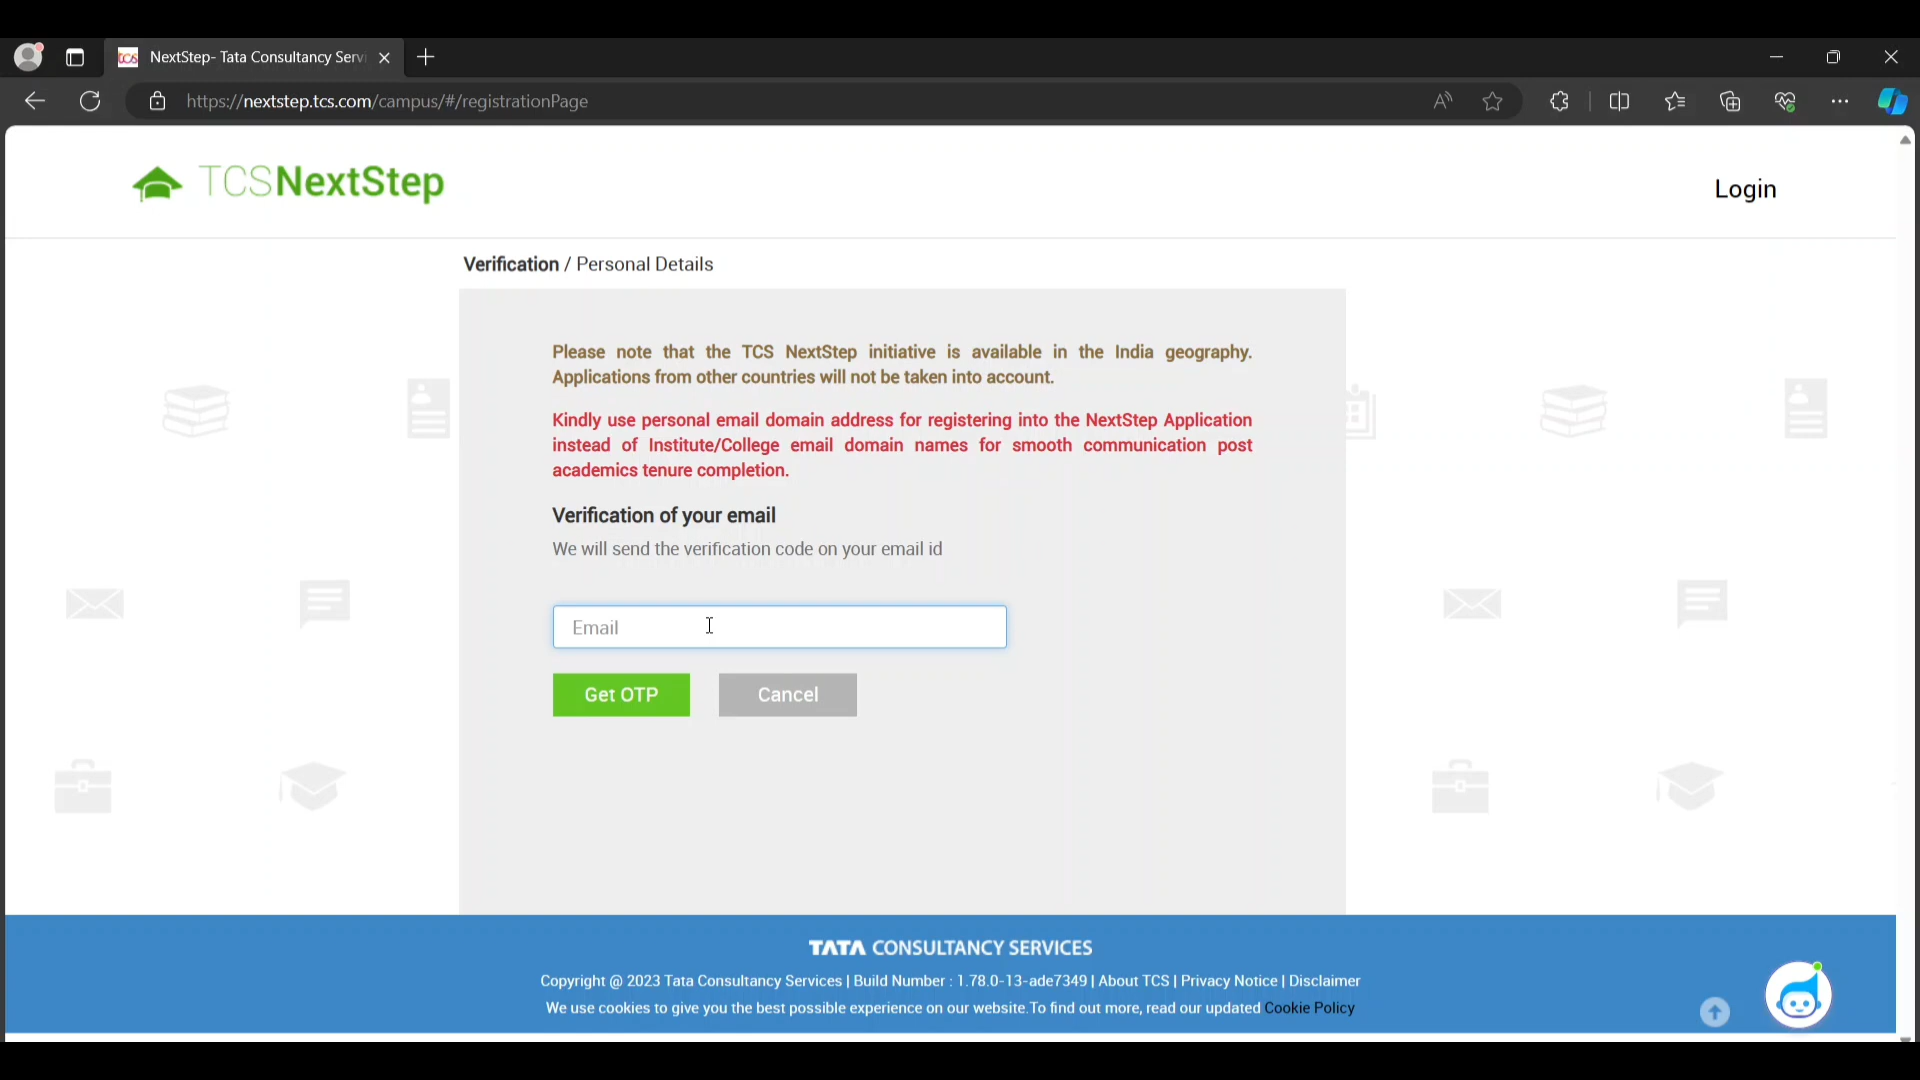 NextStep- Tata Consultancy Serv
https://nextstep.tcs.com/campus/#/registrationPage
TCSNextStep
Login
Verification / Personal Details
Please note that the TCS NextStep initiative is available in the India geography.
Applications from other countries will not be taken into account.
Kindly use personal email domain address for registering into the NextStep Application
instead of Institute/College email domain names for smooth communication post
academics tenure completion.
Verification of your email
We will send the verification code on your email id
Email
Get OTP Cancel
TATA CONSULTANCY SERVICES
Copyright @ 2023 Tata Consultancy Services | Build Number : 1.78.0-13-ade7349 | About TCS | Privacy Notice | Disclaimer
We use cookies to give you the best possible experience on our website.To find out more, read our updated Cookie Policy